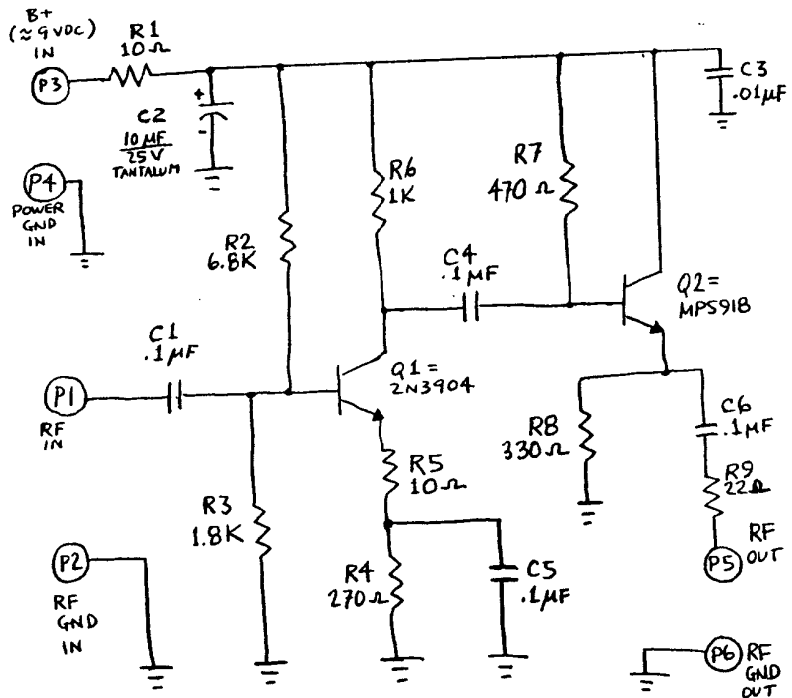 B+
(≈9VDC)
IN
P3
R1
10Ω
+
C2
-
10µF
25V
TANTALUM
C3
.01µF
P4
POWER
GND
IN
R2
6.8K
R6
1K
R7
470Ω
C4
.1µF
Q2=
MPS918
C1
.1µF
P1
RF
IN
Q1=
2N3904
R5
10Ω
R8
330Ω
C6
.1µF
R9
22Ω
P5
RF
OUT
R3
1.8K
P2
RF
GND
IN
R4
270Ω
C5
.1µF
P6
RF
GND
OUT